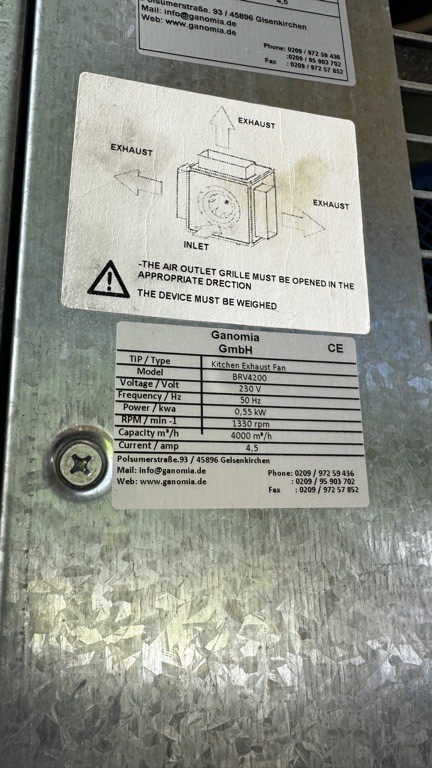 4,5
Polsumerstraße. 93 / 45896 Gisenkirchen
Mail: info@ganomia.de
Web: www.ganomia.de
Phone: 0209 / 972 59 436
:0209 / 95 903 702
Fax : 0209 / 972 57 852
EXHAUST
EXHAUST
EXHAUST
INLET
-THE AIR OUTLET GRILLE MUST BE OPENED IN THE
APPROPRIATE DRECTION
THE DEVICE MUST BE WEIGHED
Ganomia
GmbH CE
TIP / Type Kitchen Exhaust Fan
Model BRV4200
Voltage / Volt 230 V
Frequency / Hz 50 Hz
Power / kwa 0,55 kW
RPM / min -1 1330 rpm
Capacity m³/h 4000 m³/h
Current / amp 4,5
Polsumerstraße.93 / 45896 Gelsenkirchen
Mail: info@ganomia.de
Web: www.ganomia.de
Phone: 0209 / 972 59 436
: 0209 / 95 903 702
Fax : 0209 / 972 57 852